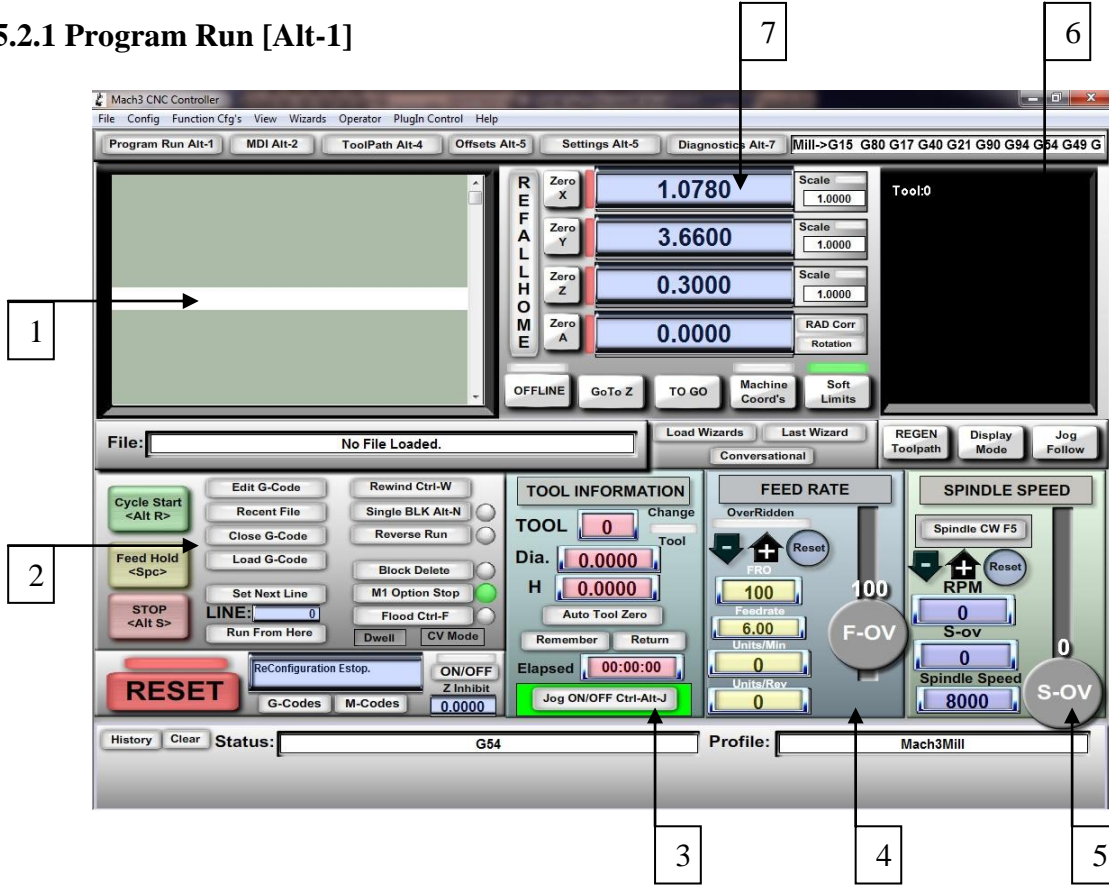 5.2.1 Program Run [Alt-1]
7
6
Mach3 CNC Controller
File Config Function Cfg's View Wizards Operator PlugIn Control Help
Program Run Alt-1 MDI Alt-2 ToolPath Alt-4 Offsets Alt-5 Settings Alt-5 Diagnostics Alt-7 Mill->G15 G80 G17 G40 G21 G90 G94 G54 G49 G
REF ALL HOME
Zero X 1.0780 Scale 1.0000
Zero Y 3.6600 Scale 1.0000
Zero Z 0.3000 Scale 1.0000
Zero A 0.0000 RAD Corr Rotation
OFFLINE GoTo Z TO GO Machine Coord's Soft Limits
Tool:0
1
File: No File Loaded.
Load Wizards Last Wizard
Conversational
REGEN Toolpath Display Mode Jog Follow
2
Cycle Start <Alt R>
Feed Hold <Spc>
STOP <Alt S>
Edit G-Code
Recent File
Close G-Code
Load G-Code
Set Next Line
LINE: 0
Run From Here
Rewind Ctrl-W
Single BLK Alt-N
Reverse Run
Block Delete
M1 Option Stop
Flood Ctrl-F
Dwell CV Mode
RESET
ReConfiguration Estop.
G-Codes M-Codes
ON/OFF
Z Inhibit
0.0000
TOOL INFORMATION
TOOL 0 Change Tool
Dia. 0.0000
H 0.0000
Auto Tool Zero
Remember Return
Elapsed 00:00:00
Jog ON/OFF Ctrl-Alt-J
FEED RATE
OverRidden
- + Reset
FRO
100
100
Feedrate
6.00
F-OV
Units/Min
0
Units/Rev
0
SPINDLE SPEED
Spindle CW F5
- + Reset
RPM
0
S-ov
0
0
Spindle Speed
8000
S-OV
History Clear Status: G54 Profile: Mach3Mill
3
4
5